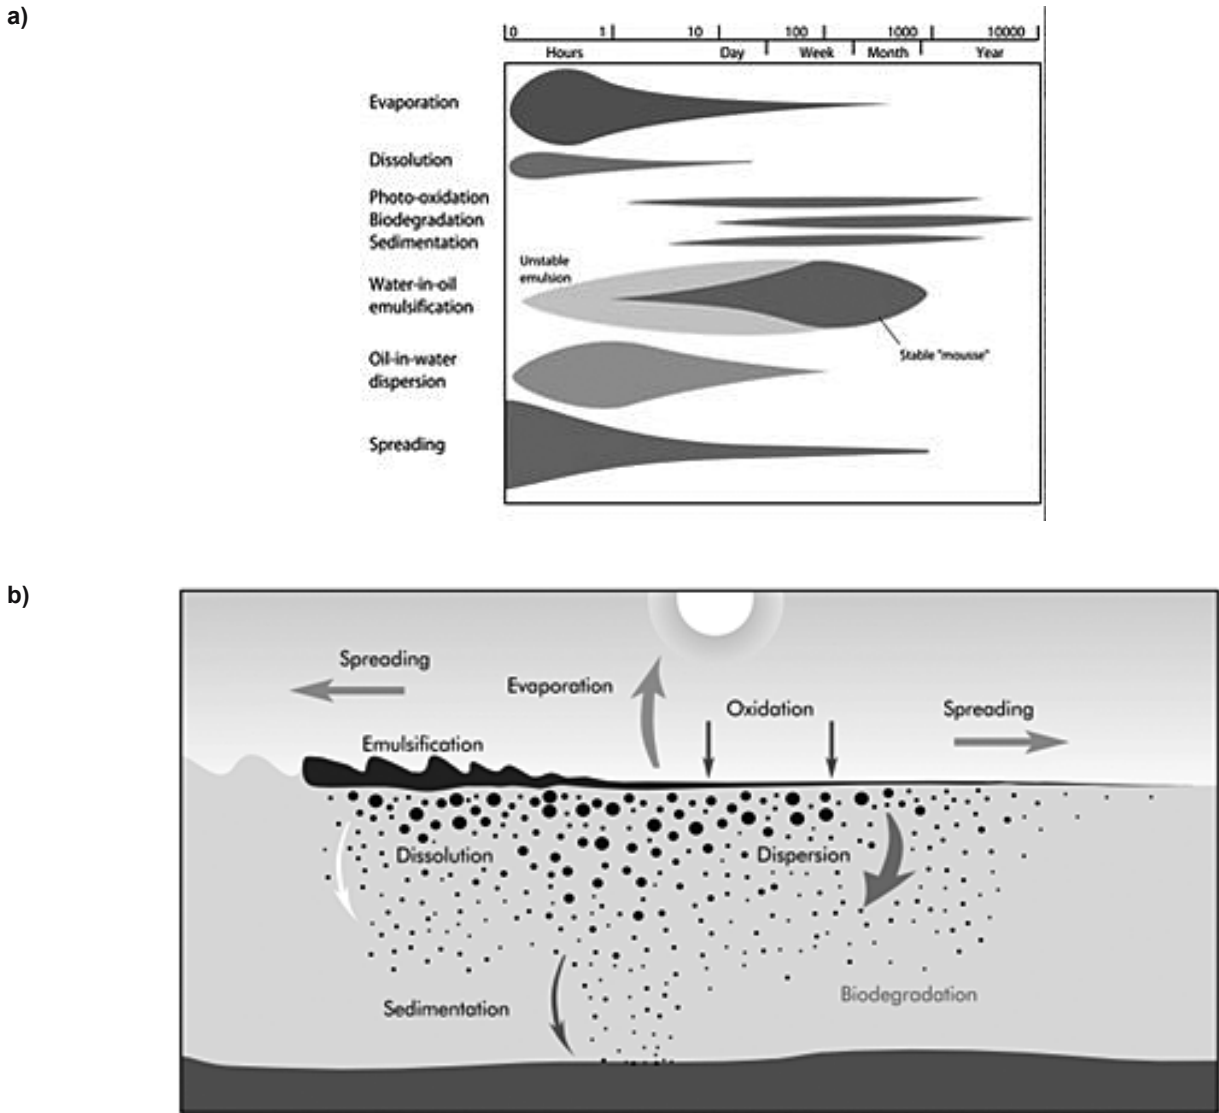 a)
0 1 10 100 1000 10000
Hours Day Week Month Year
Evaporation
Dissolution
Photo-oxidation
Biodegradation
Sedimentation
Unstable
emulsion
Water-in-oil
emulsification
Stable "mousse"
Oil-in-water
dispersion
Spreading
b)
Spreading
Evaporation
Oxidation
Spreading
Emulsification
Dissolution
Dispersion
Sedimentation
Biodegradation